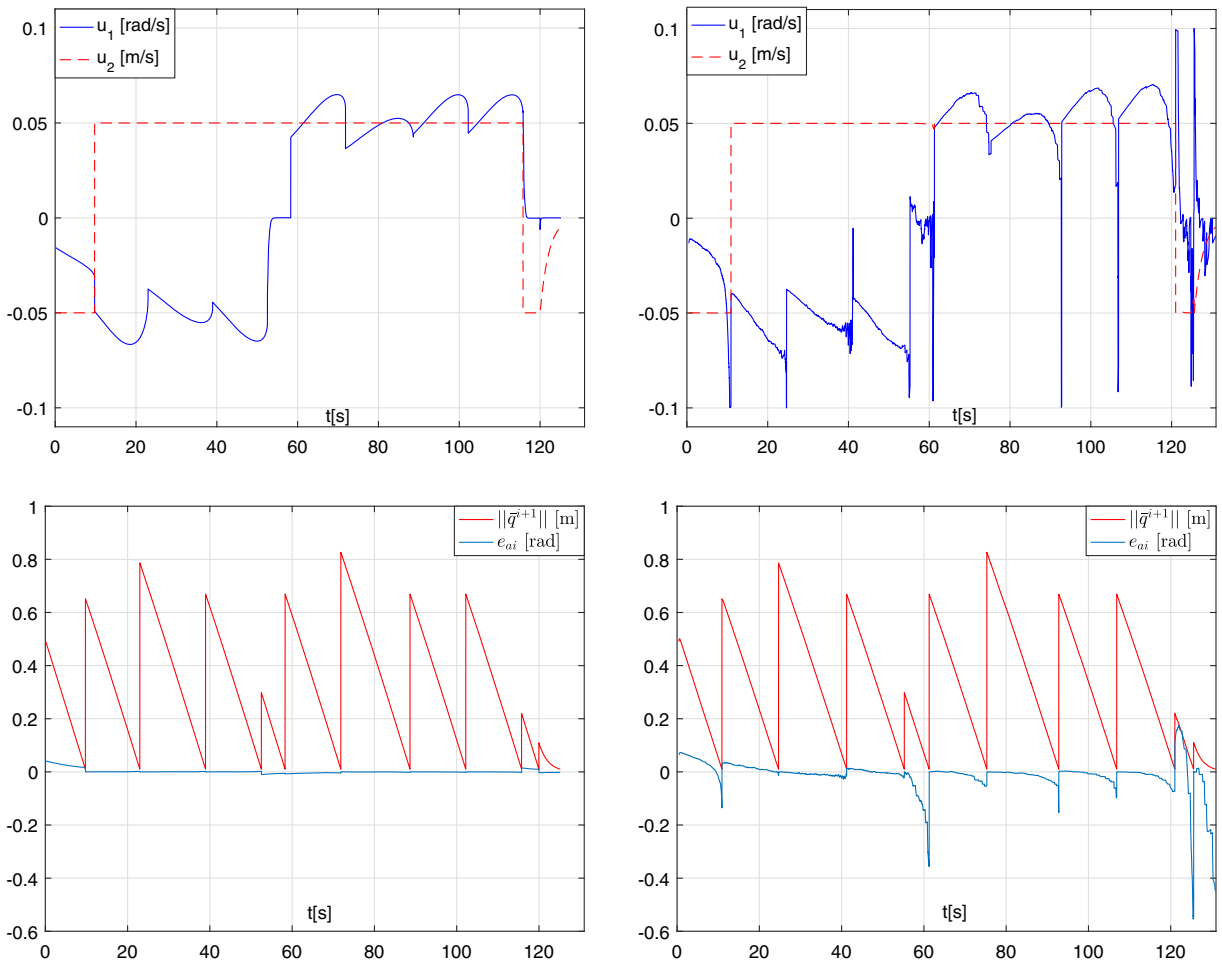 0.1
0.05
0
-0.05
-0.1
u_1 [rad/s]
u_2 [m/s]
t[s]
0 20 40 60 80 100 120
0.1
0.05
0
-0.05
-0.1
u_1 [rad/s]
u_2 [m/s]
t[s]
0 20 40 60 80 100 120
1
0.8
0.6
0.4
0.2
0
-0.2
-0.4
-0.6
||q̄^{i+1}|| [m]
e_{ai} [rad]
t[s]
0 20 40 60 80 100 120
1
0.8
0.6
0.4
0.2
0
-0.2
-0.4
-0.6
||q̄^{i+1}|| [m]
e_{ai} [rad]
t[s]
0 20 40 60 80 100 120